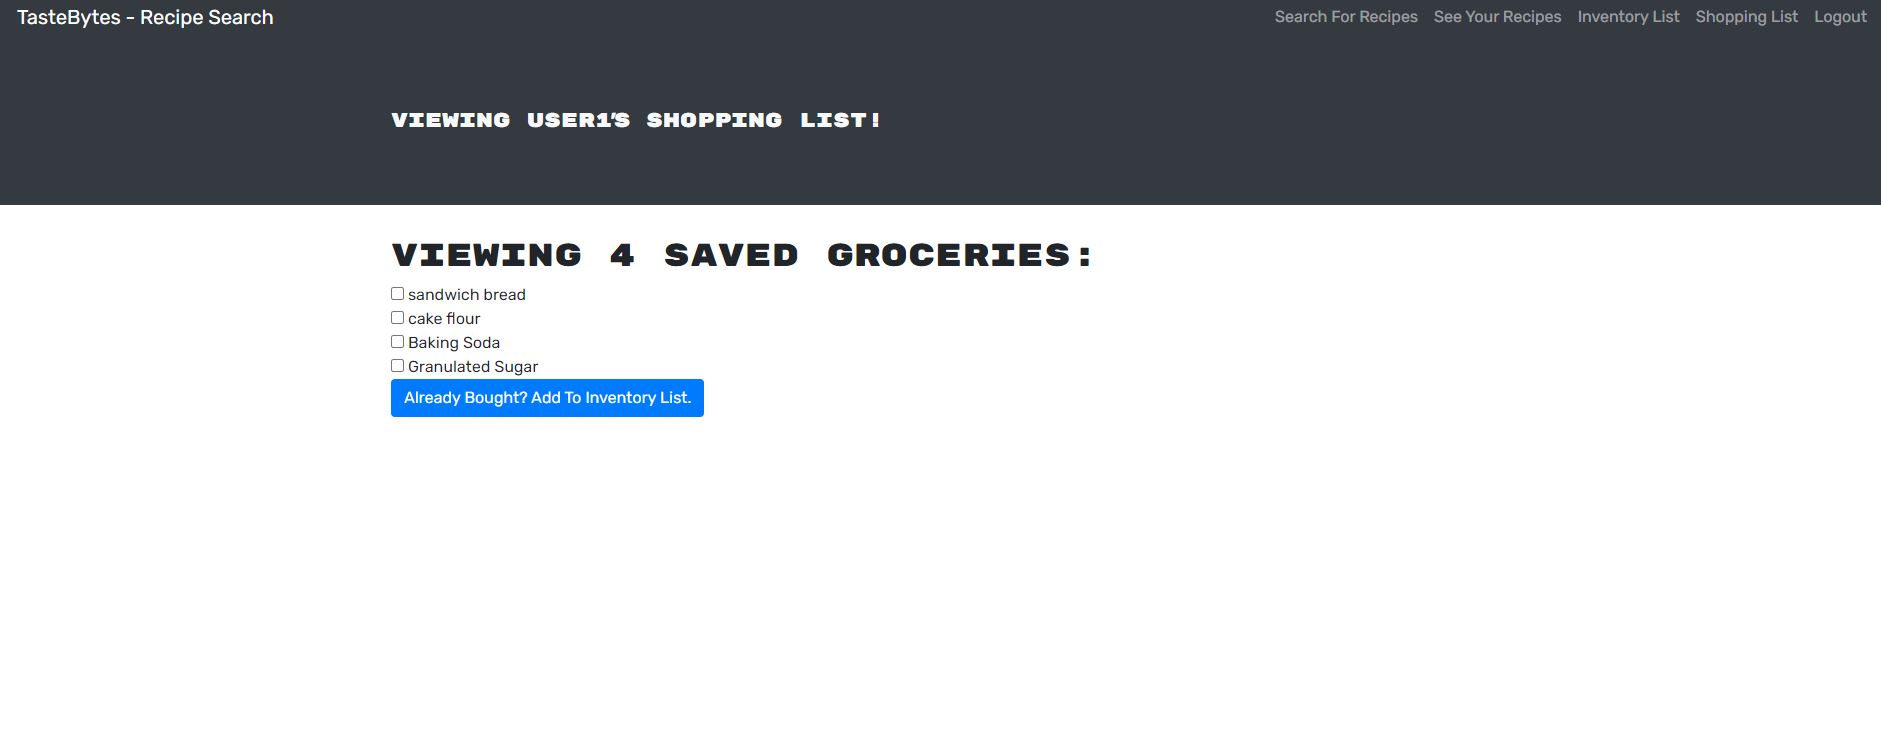 TasteBytes - Recipe Search
Search For Recipes See Your Recipes Inventory List Shopping List Logout
VIEWING USER1'S SHOPPING LIST!
VIEWING 4 SAVED GROCERIES:
sandwich bread
cake flour
Baking Soda
Granulated Sugar
Already Bought? Add To Inventory List.